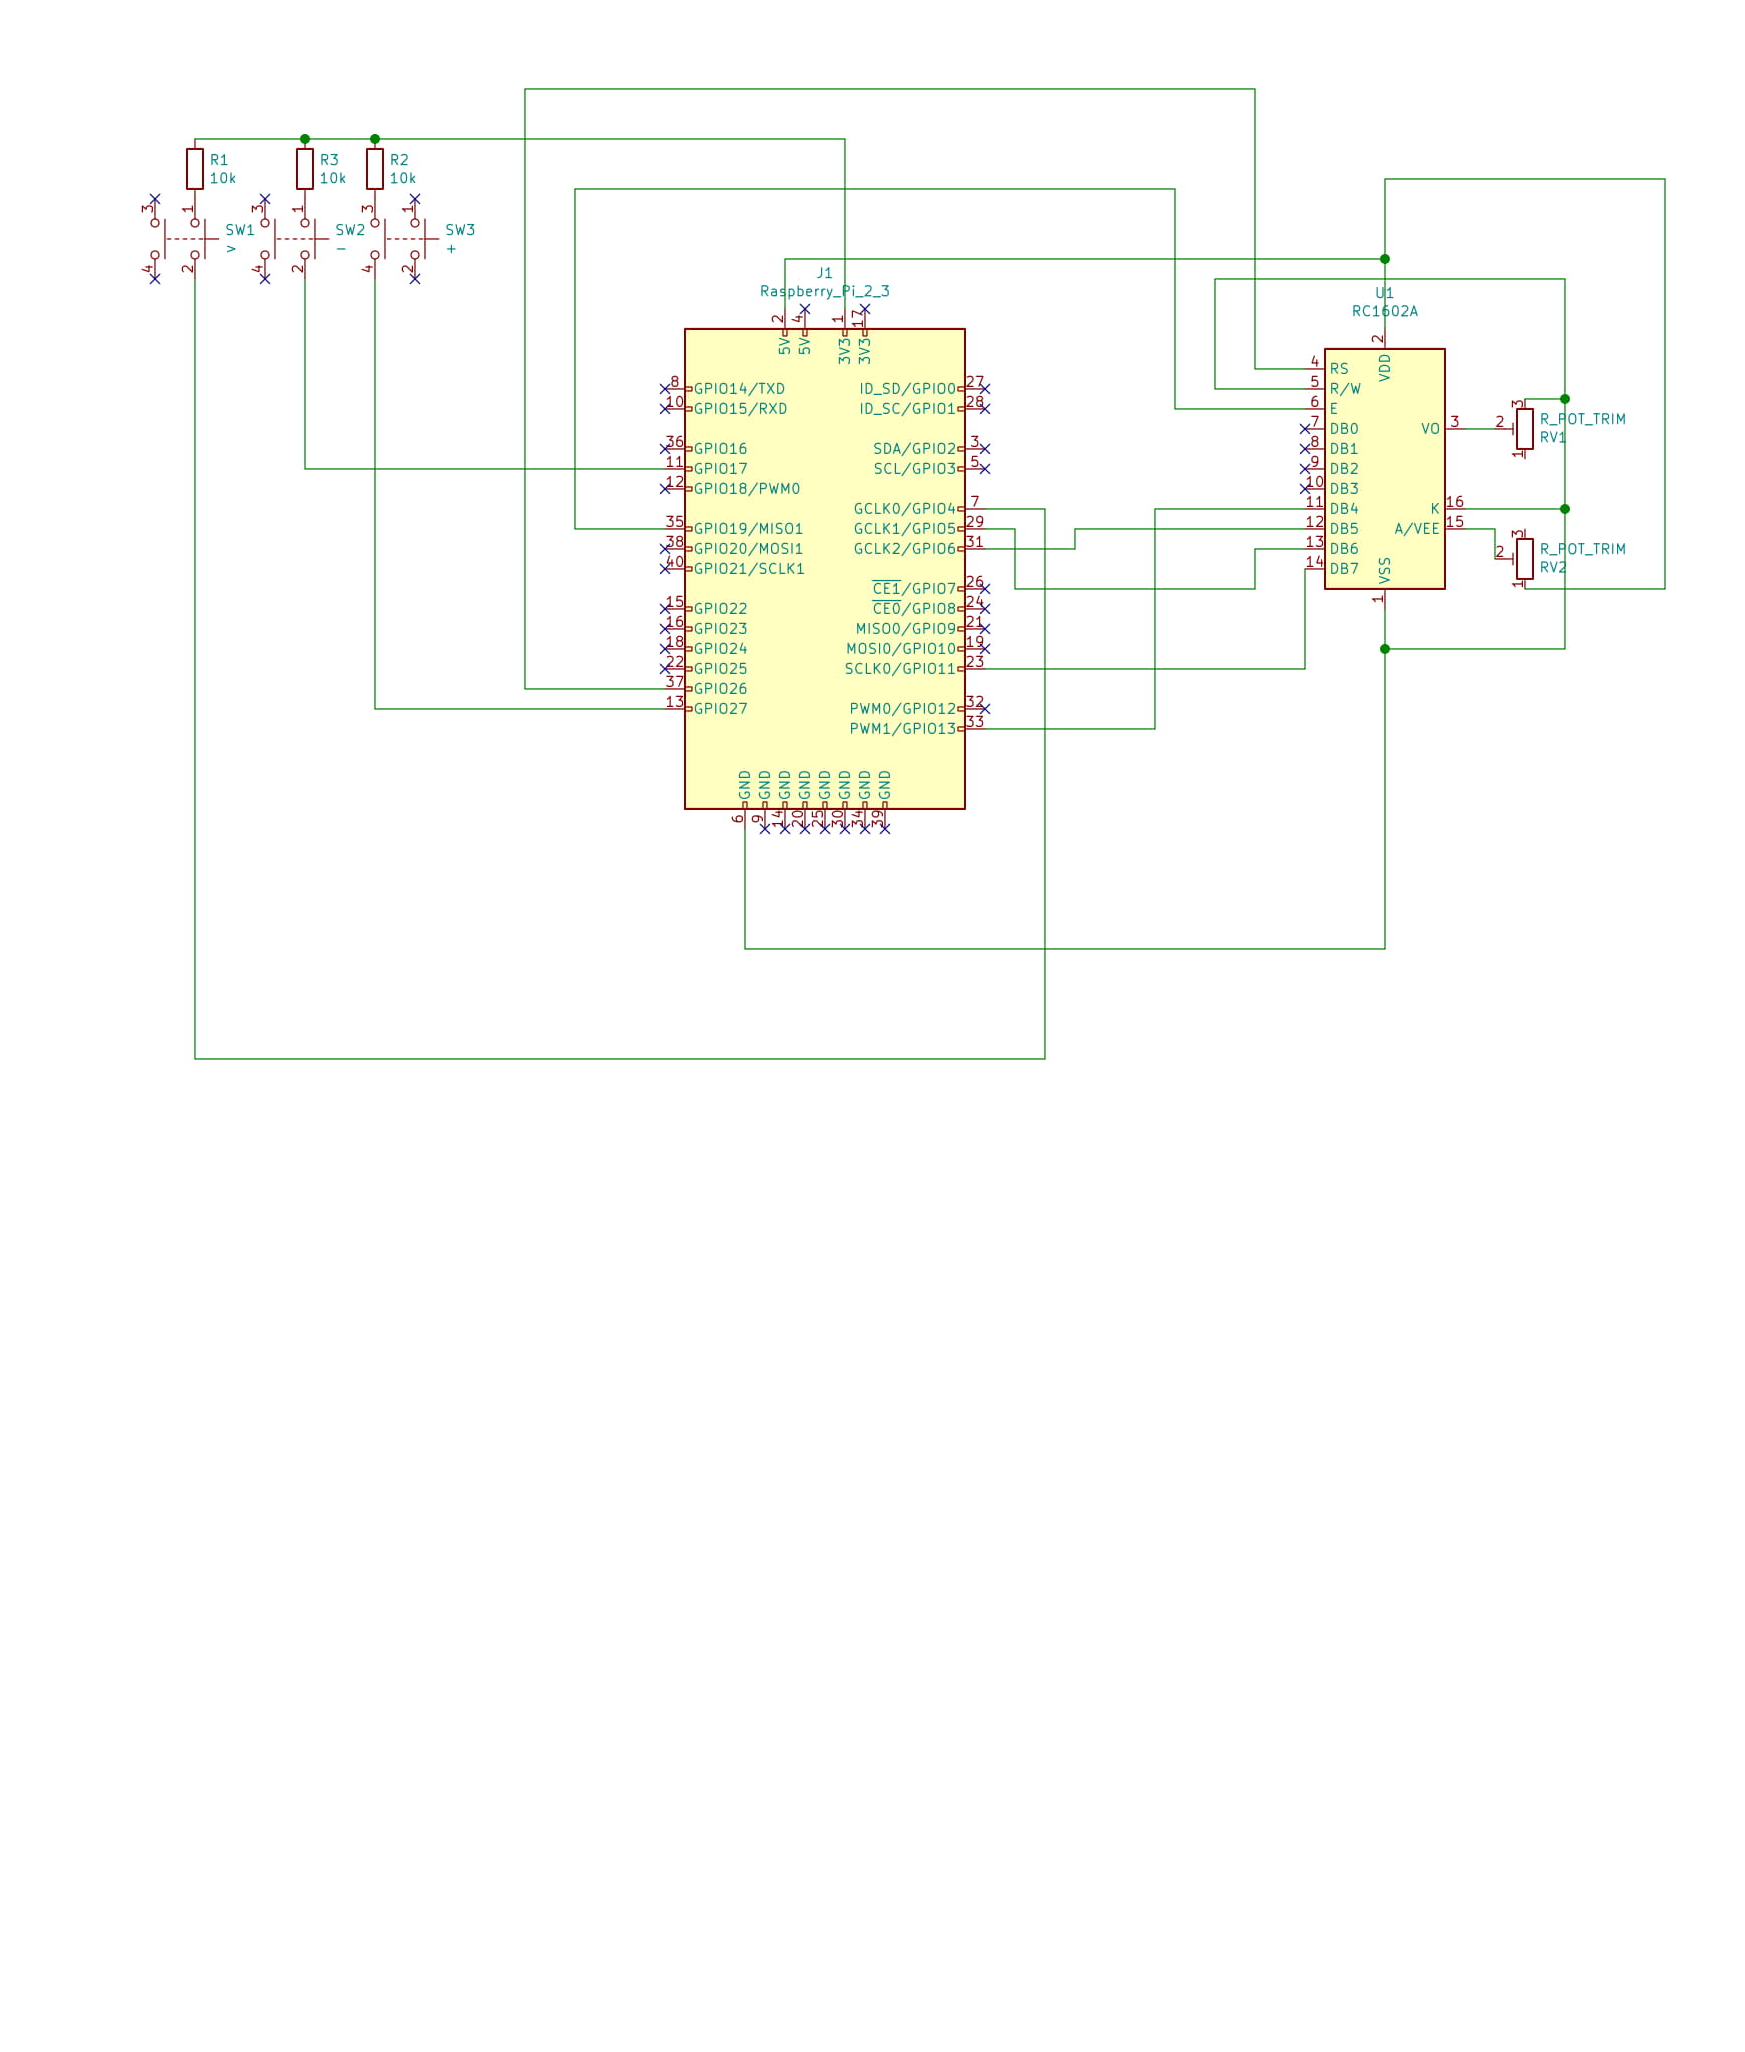 R1
10k
R3
10k
R2
10k
3
1
3
1
3
1
SW1
>
SW2
−
SW3
+
4
2
4
2
4
2
J1
Raspberry_Pi_2_3
2
4
1
17
5V
5V
3V3
3V3
8 GPIO14/TXD
10 GPIO15/RXD
36 GPIO16
11 GPIO17
12 GPIO18/PWM0
35 GPIO19/MISO1
38 GPIO20/MOSI1
40 GPIO21/SCLK1
15 GPIO22
16 GPIO23
18 GPIO24
22 GPIO25
37 GPIO26
13 GPIO27
ID_SD/GPIO0 27
ID_SC/GPIO1 28
SDA/GPIO2 3
SCL/GPIO3 5
GCLK0/GPIO4 7
GCLK1/GPIO5 29
GCLK2/GPIO6 31
CE1/GPIO7 26
CE0/GPIO8 24
MISO0/GPIO9 21
MOSI0/GPIO10 19
SCLK0/GPIO11 23
PWM0/GPIO12 32
PWM1/GPIO13 33
GND
GND
GND
GND
GND
GND
GND
GND
6
9
14
20
25
30
34
39
U1
RC1602A
2
VDD
4 RS
5 R/W
6 E
7 DB0
8 DB1
9 DB2
10 DB3
11 DB4
12 DB5
13 DB6
14 DB7
VO 3
K 16
A/VEE 15
VSS
1
3
2
1
R_POT_TRIM
RV1
3
2
1
R_POT_TRIM
RV2